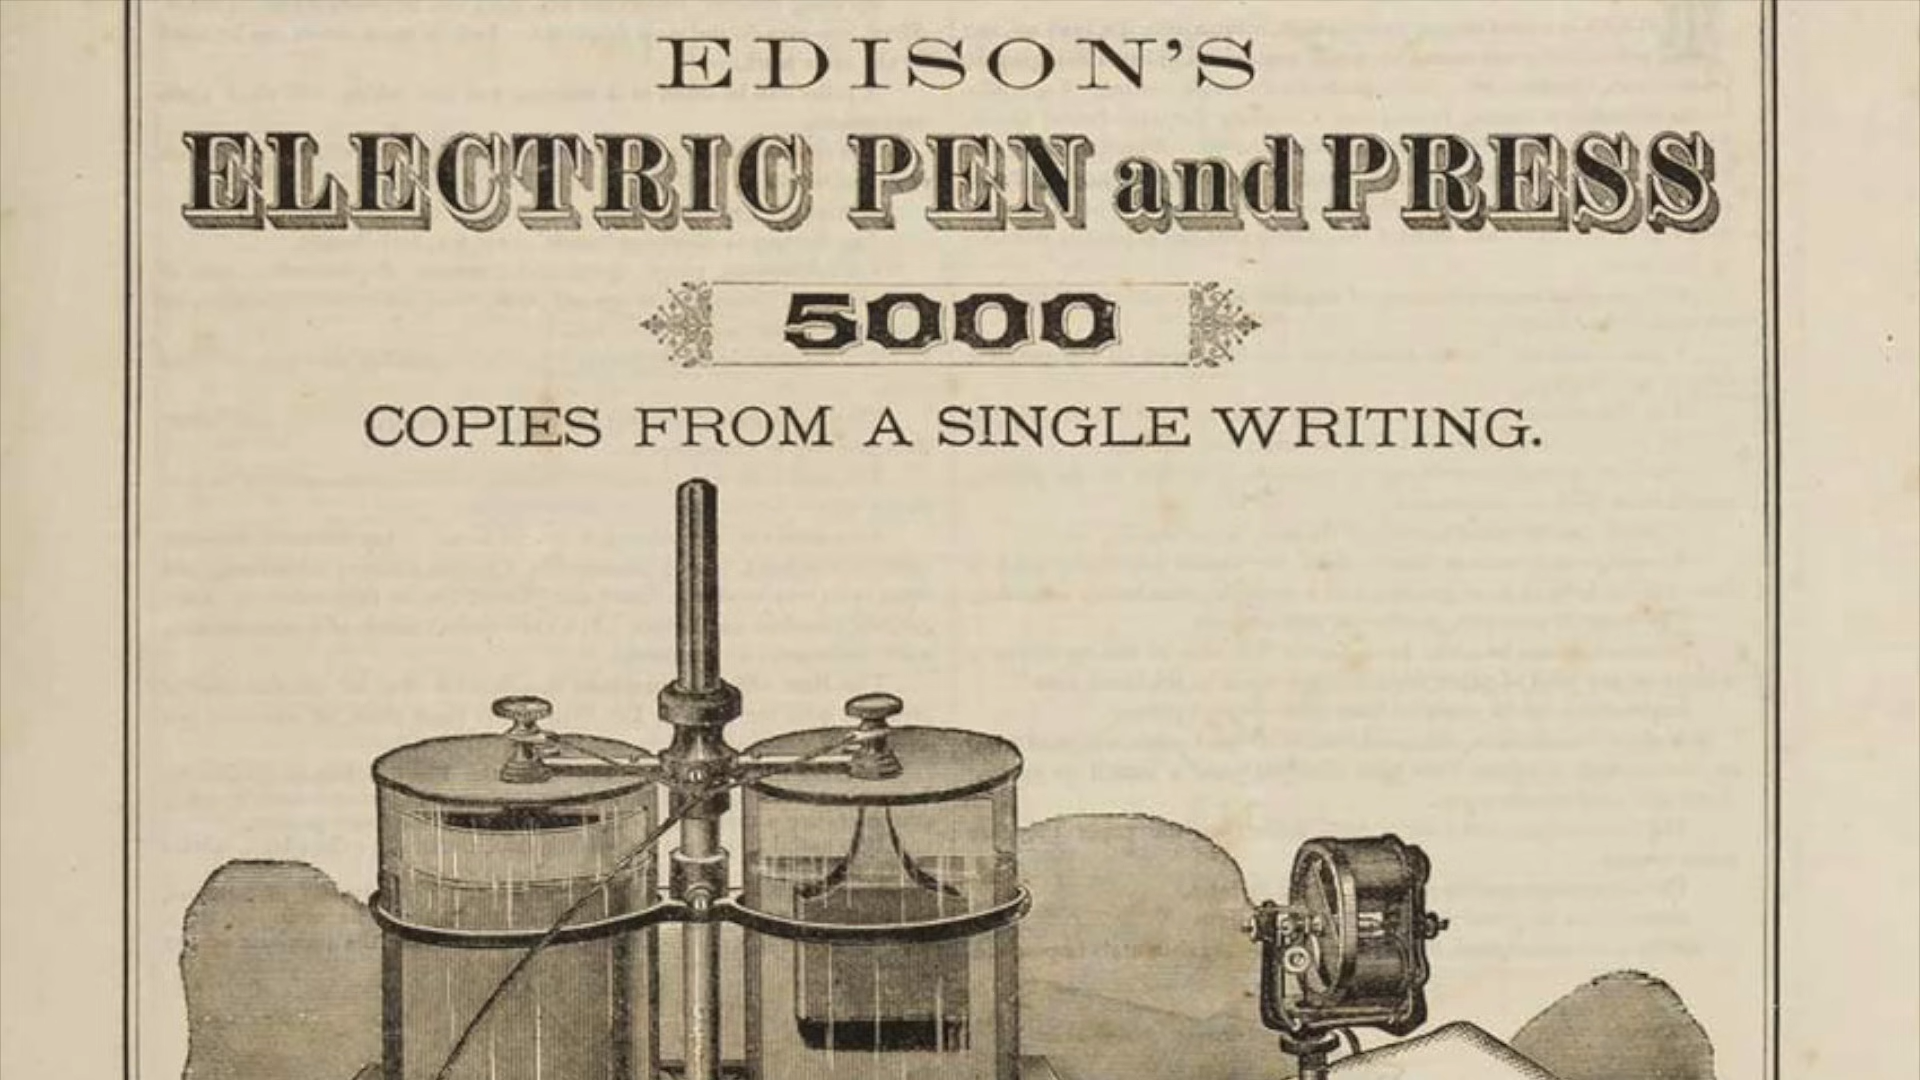 EDISON'S
ELECTRIC PEN and PRESS
5000
COPIES FROM A SINGLE WRITING.